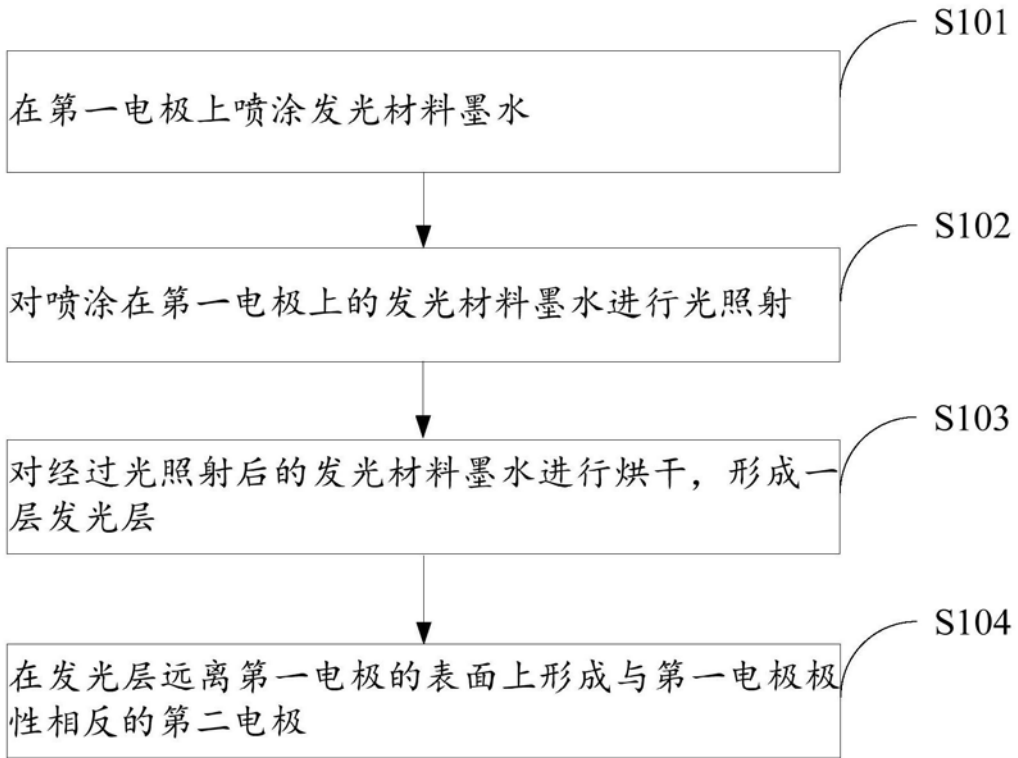 S101
在第一电极上喷涂发光材料墨水
S102
对喷涂在第一电极上的发光材料墨水进行光照射
S103
对经过光照射后的发光材料墨水进行烘干，形成一
层发光层
S104
在发光层远离第一电极的表面上形成与第一电极极
性相反的第二电极